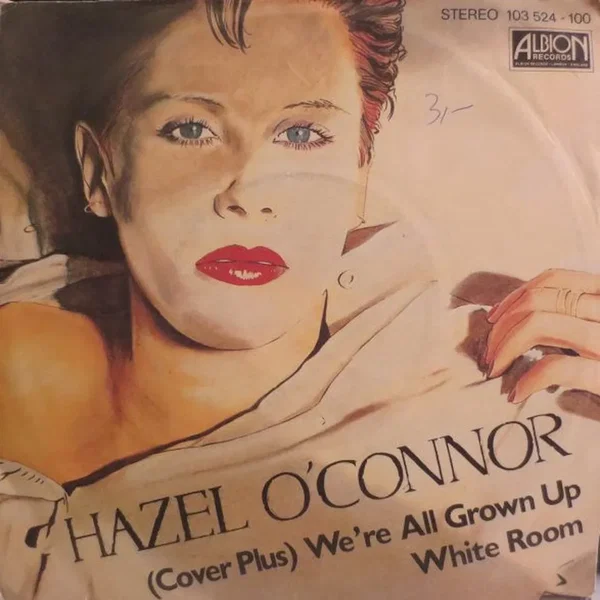 STEREO 103 524 - 100
ALBION
RECORDS
3,-
HAZEL O'CONNOR
(Cover Plus) We're All Grown Up
White Room